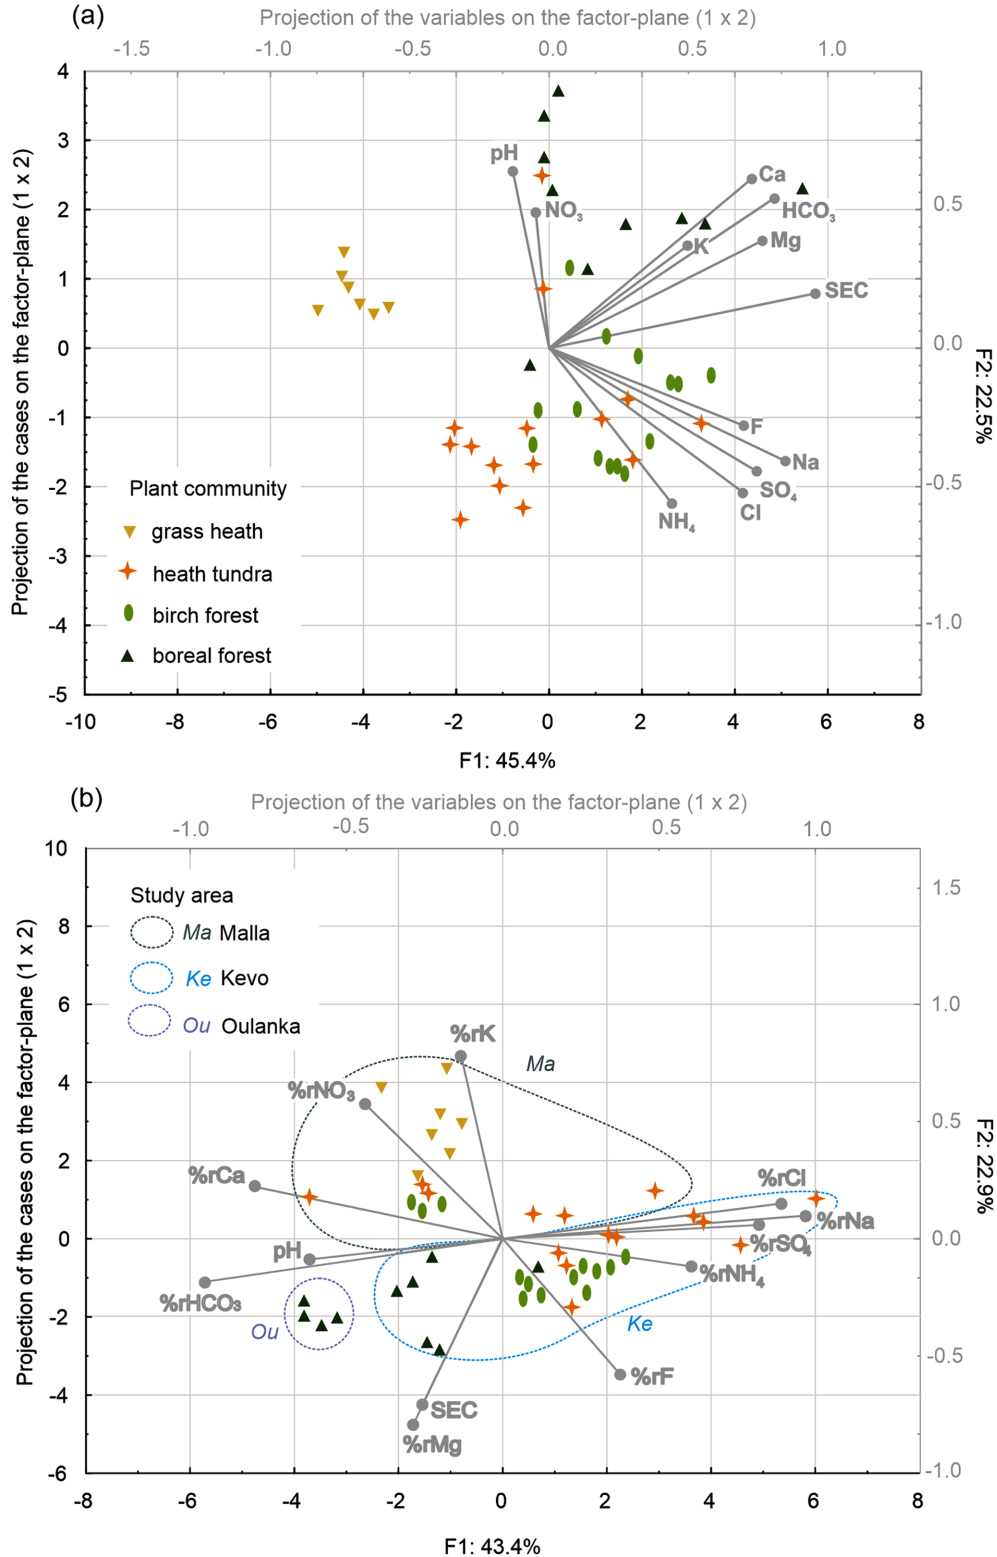 (a)
Projection of the variables on the factor-plane (1 x 2)
-1.5 -1.0 -0.5 0.0 0.5 1.0
Projection of the cases on the factor-plane (1 x 2)
4
3
2
1
0
-1
-2
-3
-4
-5
pH
NO3
Ca
HCO3
K
Mg
SEC
F
Na
SO4
Cl
NH4
Plant community
grass heath
heath tundra
birch forest
boreal forest
0.5
0.0
-0.5
-1.0
F2: 22.5%
-10 -8 -6 -4 -2 0 2 4 6 8
F1: 45.4%
(b)
Projection of the variables on the factor-plane (1 x 2)
-1.0 -0.5 0.0 0.5 1.0
Projection of the cases on the factor-plane (1 x 2)
10
8
6
4
2
0
-2
-4
-6
Study area
Ma Malla
Ke Kevo
Ou Oulanka
%rK
Ma
%rNO3
%rCa
%rCl
%rNa
%rSO4
pH
%rNH4
%rHCO3
Ou
Ke
%rF
SEC
%rMg
1.5
1.0
0.5
0.0
-0.5
-1.0
F2: 22.9%
-8 -6 -4 -2 0 2 4 6 8
F1: 43.4%